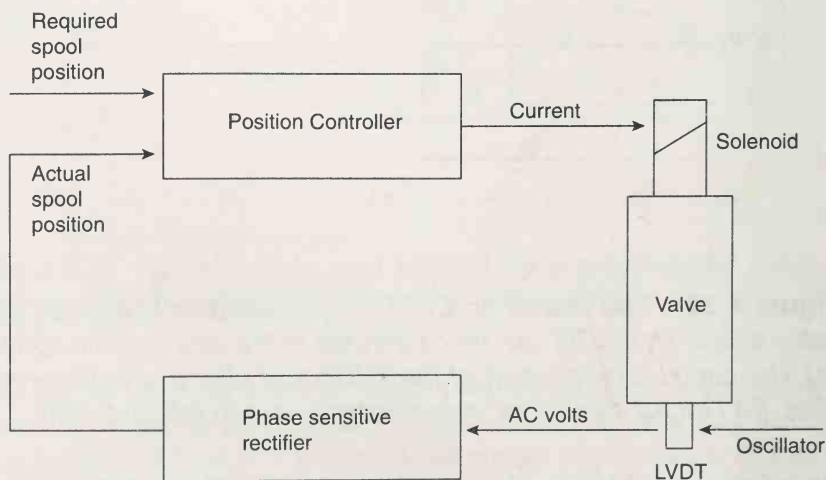 Required
spool
position
Position Controller
Current
Solenoid
Actual
spool
position
Valve
Phase sensitive
rectifier
AC volts
Oscillator
LVDT